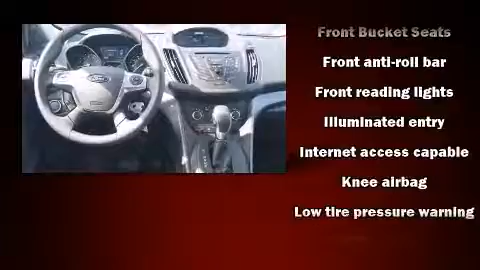 Front Bucket Seats
Front anti-roll bar
Front reading lights
Illuminated entry
Internet access capable
Knee airbag
Low tire pressure warning